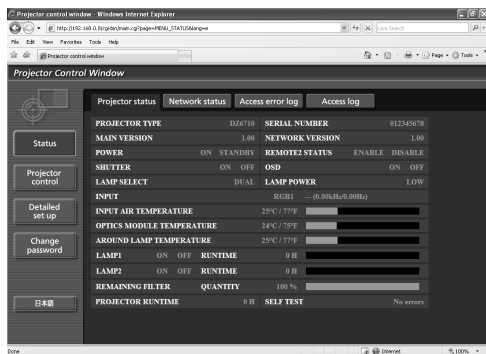 Projector control window - Windows Internet Explorer
http://192.168.0.8/cgi-bin/main.cgi?page=MENU_STATUS&lang=e
Live Search
File Edit View Favorites Tools Help
Projector control window
Page Tools
Projector Control Window
Projector status Network status Access error log Access log
Status
Projector control
Detailed set up
Change password
日本語
PROJECTOR TYPE DZ6710 SERIAL NUMBER 012345678
MAIN VERSION 1.00 NETWORK VERSION 1.00
POWER ON STANDBY REMOTE2 STATUS ENABLE DISABLE
SHUTTER ON OFF OSD ON OFF
LAMP SELECT DUAL LAMP POWER LOW
INPUT RGB1 --- (0.00kHz/0.00Hz)
INPUT AIR TEMPERATURE 25°C / 77°F
OPTICS MODULE TEMPERATURE 24°C / 75°F
AROUND LAMP TEMPERATURE 25°C / 77°F
LAMP1 ON OFF RUNTIME 0 H
LAMP2 ON OFF RUNTIME 0 H
REMAINING FILTER QUANTITY 100 %
PROJECTOR RUNTIME 0 H SELF TEST No errors
Done Internet 100%